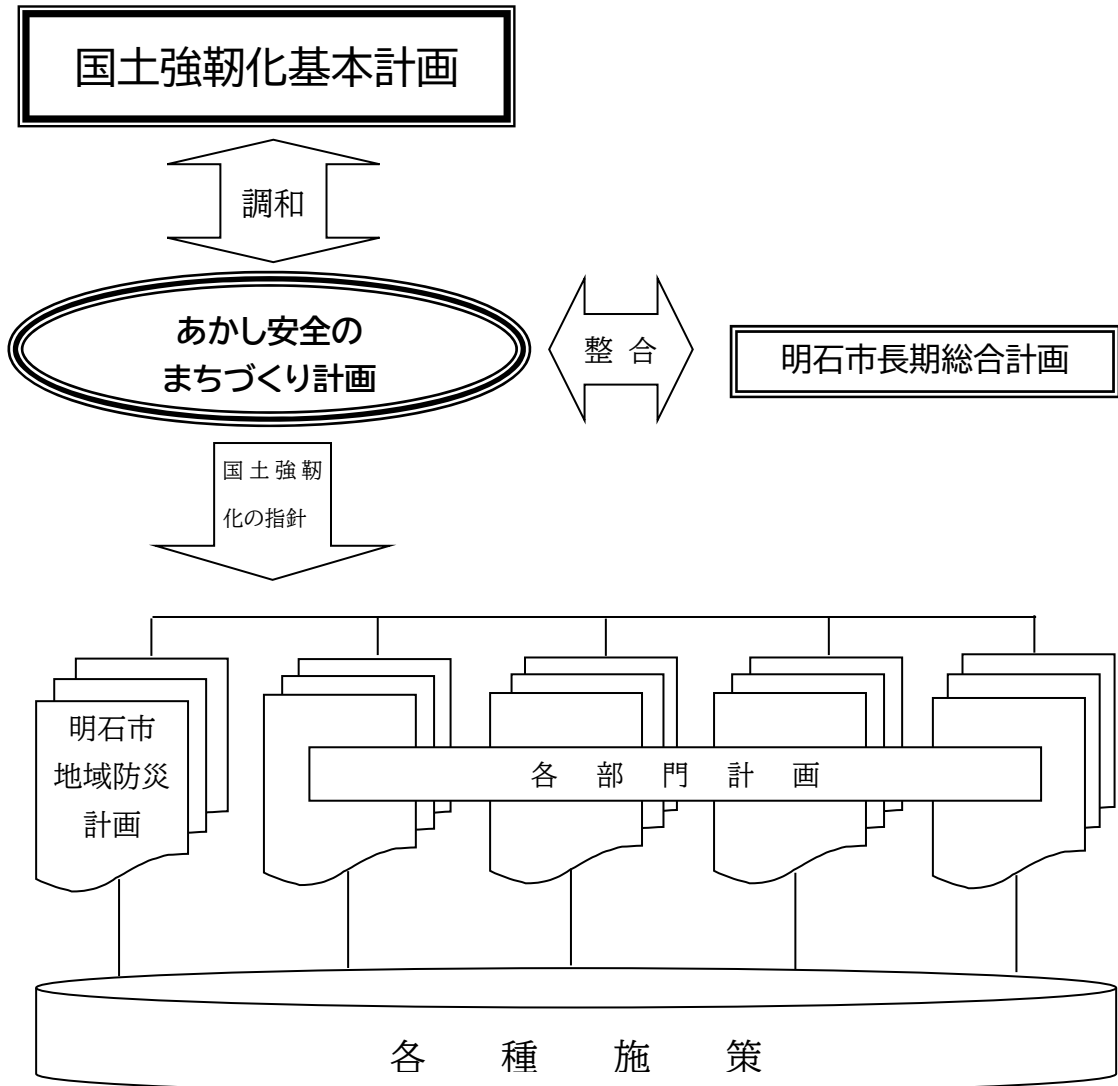 国土強靭化基本計画
調和
あかし安全の
まちづくり計画
整合
明石市長期総合計画
国土強靭
化の指針
明石市
地域防災
計画
各部門計画
各種施策